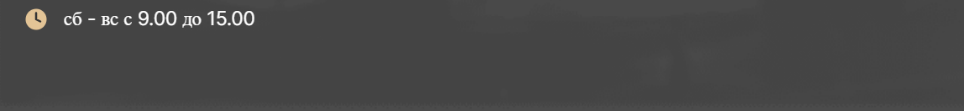 сб - вс с 9.00 до 15.00